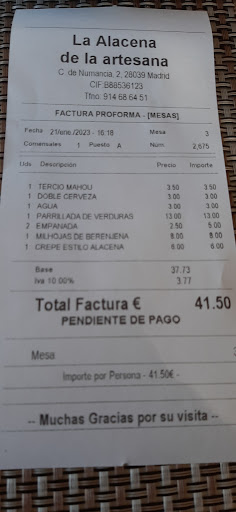 La Alacena
de la artesana
C. de Numancia, 2, 28039 Madrid
CIF:B88536123
Tfno: 914 68 64 51
FACTURA PROFORMA - [MESAS]
Fecha 21/ene./2023 - 16:18 Mesa 3
Comensales 1 Puesto A Núm. 2,675
Uds Descripción Precio Importe
1 TERCIO MAHOU 3.50 3.50
1 DOBLE CERVEZA 3.00 3.00
1 AGUA 3.00 3.00
1 PARRILLADA DE VERDURAS 13.00 13.00
2 EMPANADA 2.50 5.00
1 MILHOJAS DE BERENJENA 8.00 8.00
1 CREPE ESTILO ALACENA 6.00 6.00
Base 37.73
Iva 10.00% 3.77
Total Factura € 41.50
PENDIENTE DE PAGO
Mesa
Importe por Persona - 41.50€ -
-- Muchas Gracias por su visita --